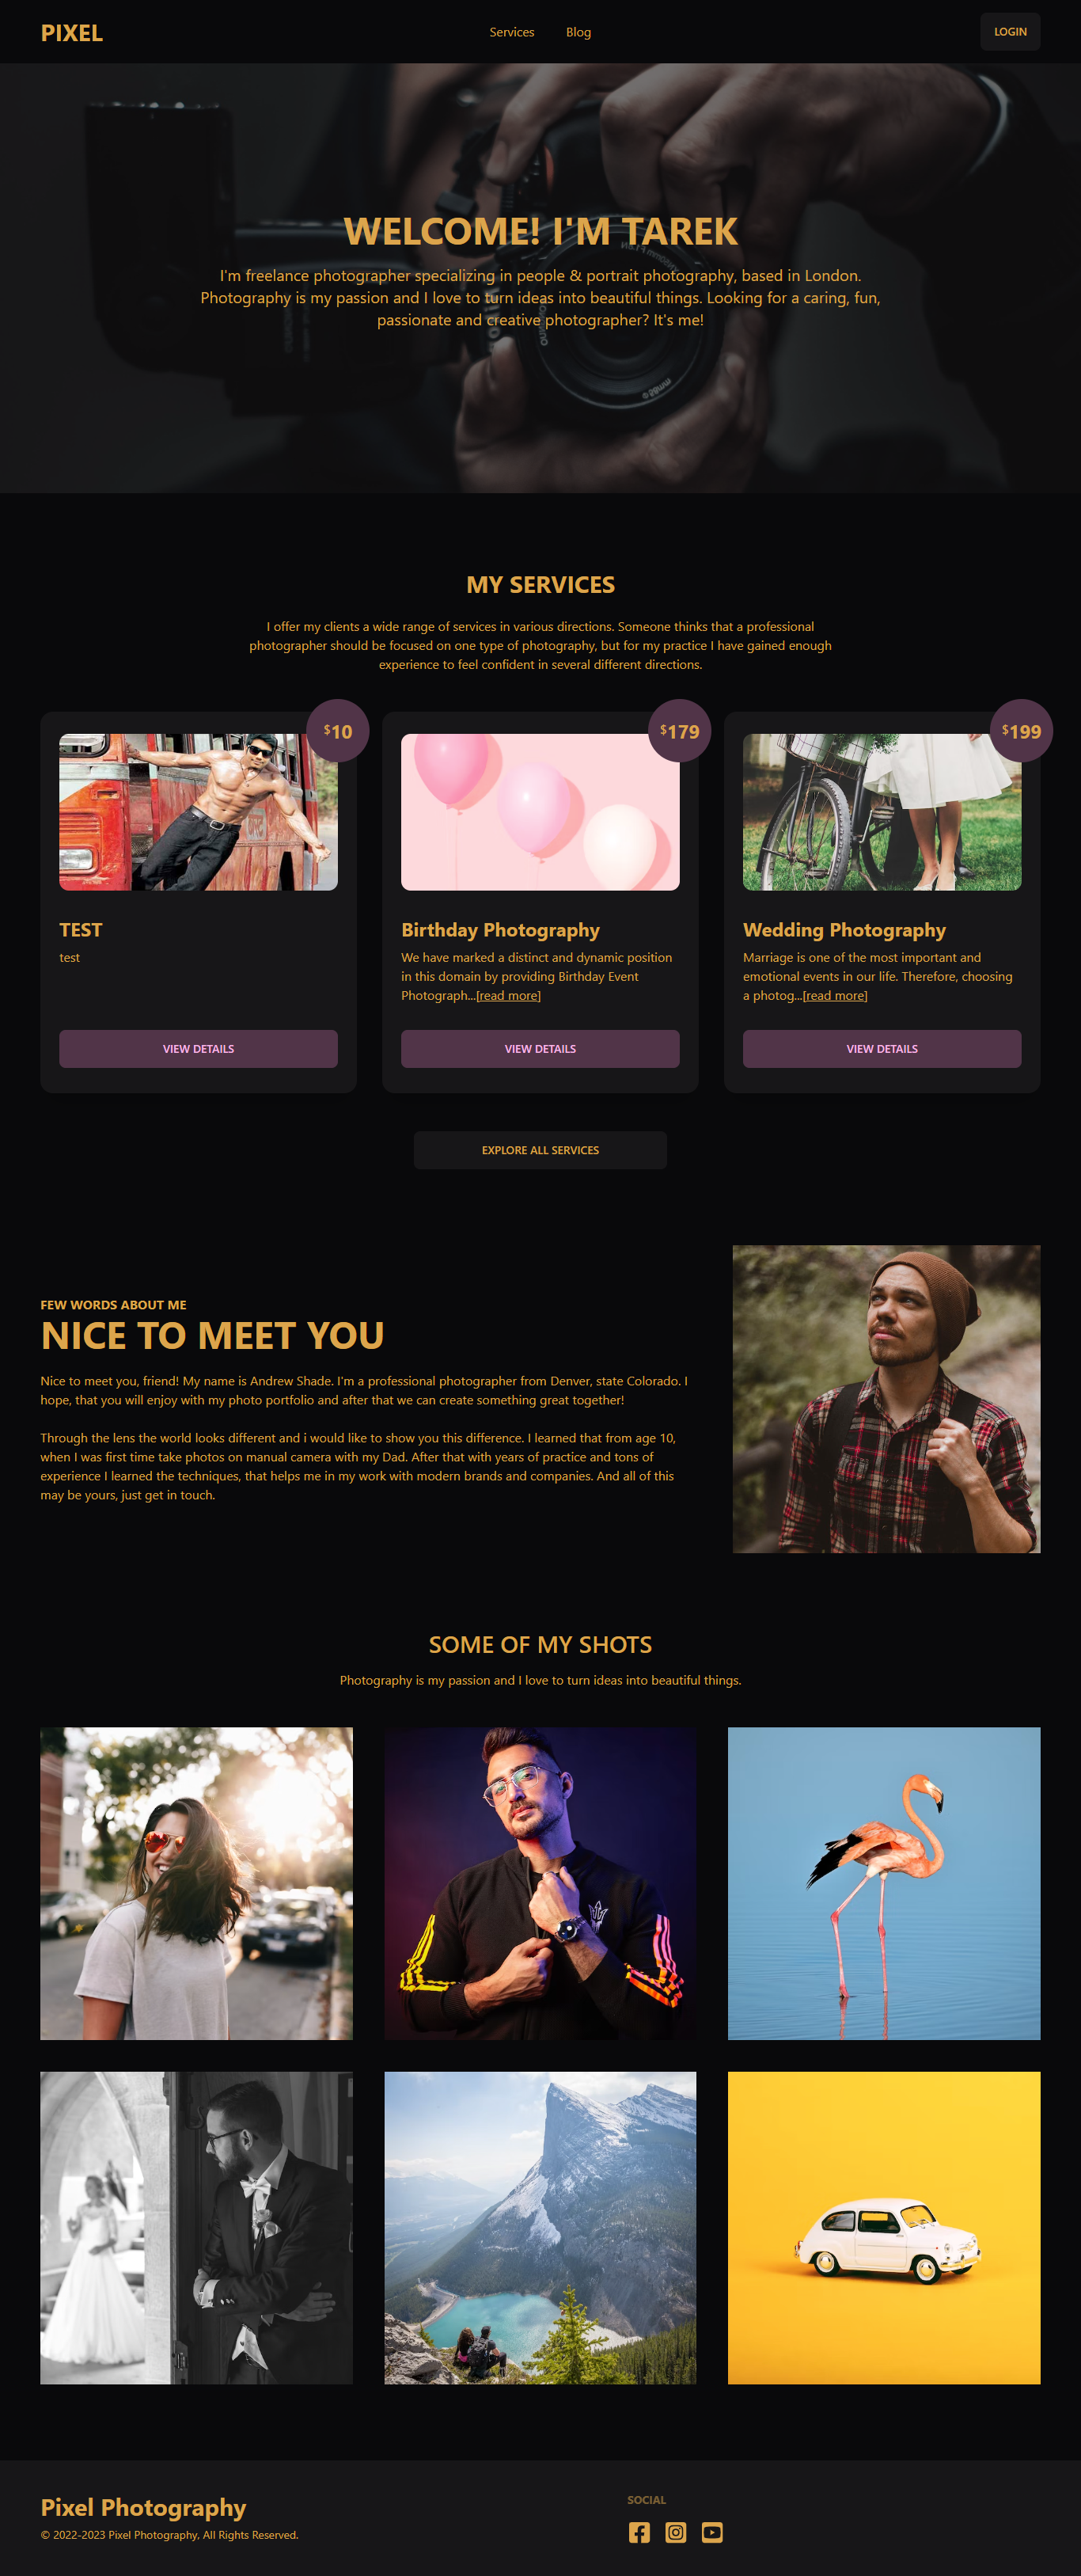 PIXEL
Services
Blog
LOGIN
WELCOME! I'M TAREK
I'm freelance photographer specializing in people & portrait photography, based in London.
Photography is my passion and I love to turn ideas into beautiful things. Looking for a caring, fun,
passionate and creative photographer? It's me!
MY SERVICES
I offer my clients a wide range of services in various directions. Someone thinks that a professional
photographer should be focused on one type of photography, but for my practice I have gained enough
experience to feel confident in several different directions.
$10
TEST
test
VIEW DETAILS
$179
Birthday Photography
We have marked a distinct and dynamic position
in this domain by providing Birthday Event
Photograph...[read more]
VIEW DETAILS
$199
Wedding Photography
Marriage is one of the most important and
emotional events in our life. Therefore, choosing
a photog...[read more]
VIEW DETAILS
EXPLORE ALL SERVICES
FEW WORDS ABOUT ME
NICE TO MEET YOU
Nice to meet you, friend! My name is Andrew Shade. I'm a professional photographer from Denver, state Colorado. I
hope, that you will enjoy with my photo portfolio and after that we can create something great together!
Through the lens the world looks different and i would like to show you this difference. I learned that from age 10,
when I was first time take photos on manual camera with my Dad. After that with years of practice and tons of
experience I learned the techniques, that helps me in my work with modern brands and companies. And all of this
may be yours, just get in touch.
SOME OF MY SHOTS
Photography is my passion and I love to turn ideas into beautiful things.
Pixel Photography
© 2022-2023 Pixel Photography, All Rights Reserved.
SOCIAL